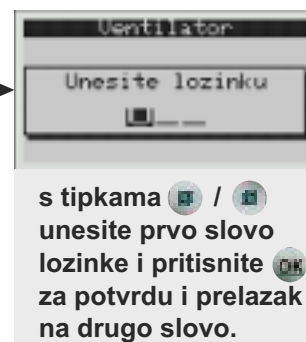 Ventilator
Unesite lozinku
s tipkama /
unesite prvo slovo
lozinke i pritisnite OK
za potvrdu i prelazak
na drugo slovo.